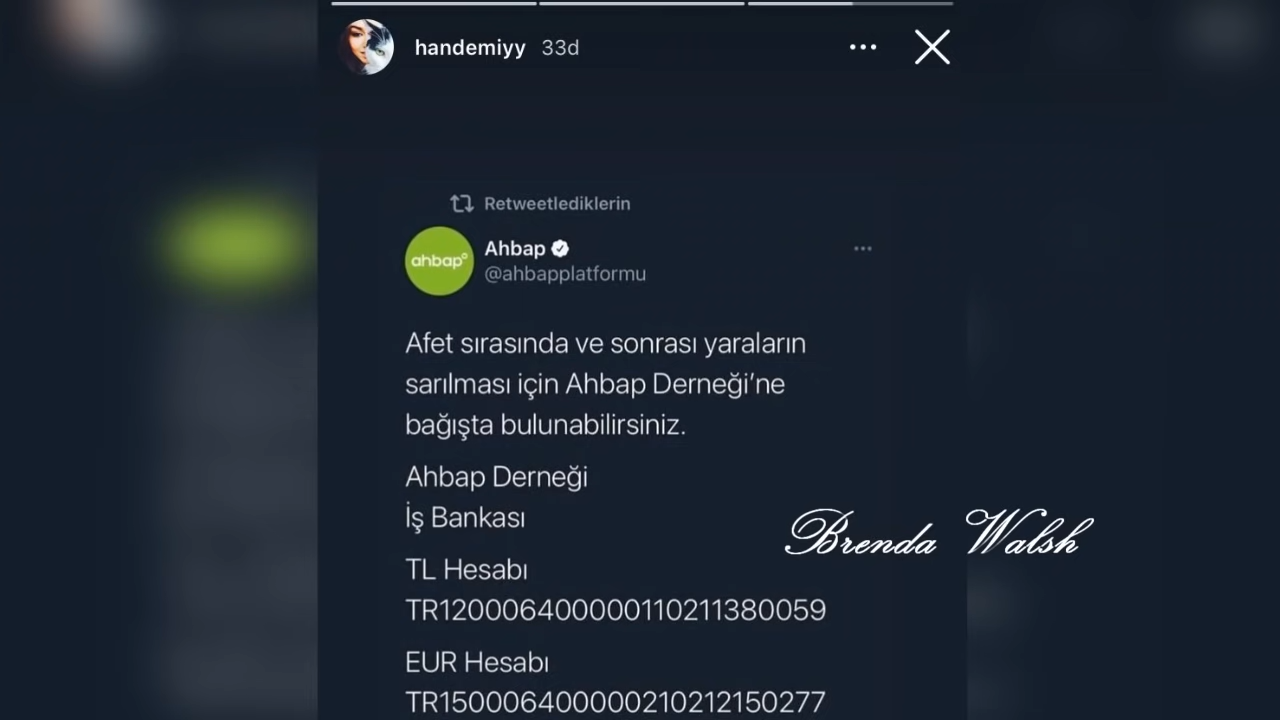 handemiyy 33d
Retweetlediklerin
ahbap
Ahbap
@ahbapplatformu
Afet sırasında ve sonrası yaraların
sarılması için Ahbap Derneği’ne
bağışta bulunabilirsiniz.
Ahbap Derneği
İş Bankası
Brenda Walsh
TL Hesabı
TR120006400000110211380059
EUR Hesabı
TR150006400000210212150277